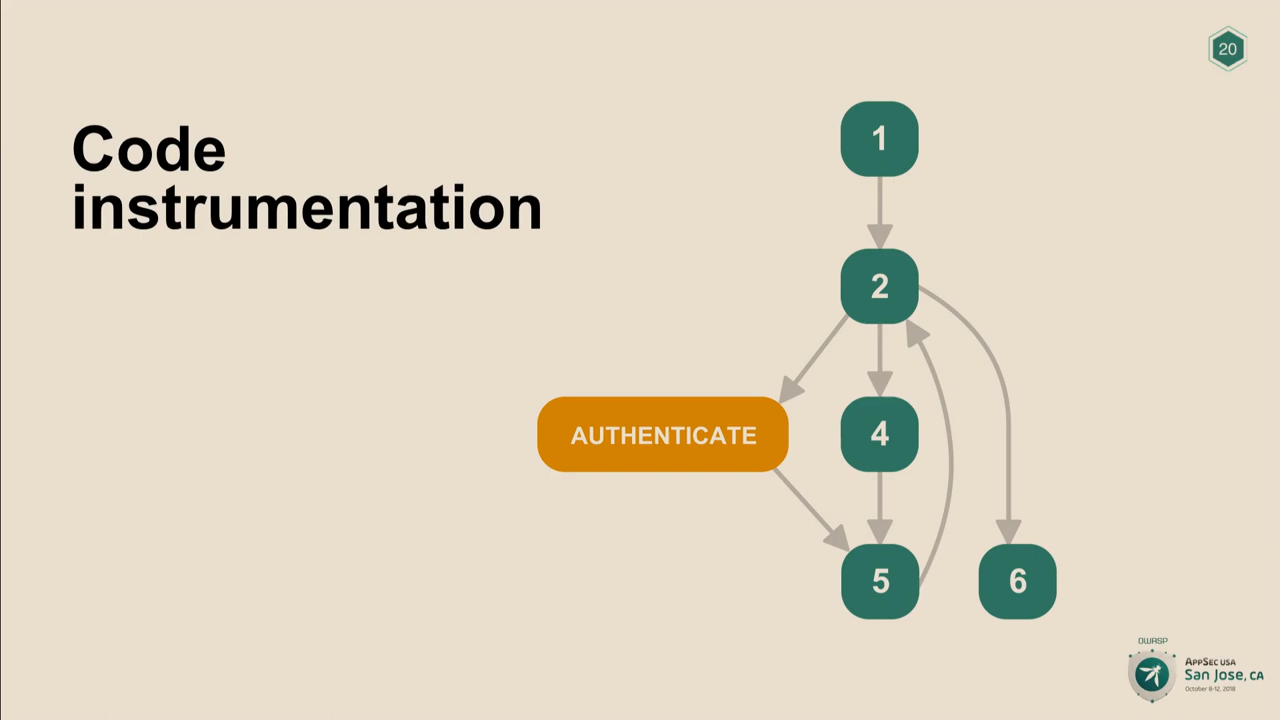 20
Code
instrumentation
1
2
AUTHENTICATE
4
5
6
OWASP
AppSec USA
San Jose, CA
October 8-12, 2018